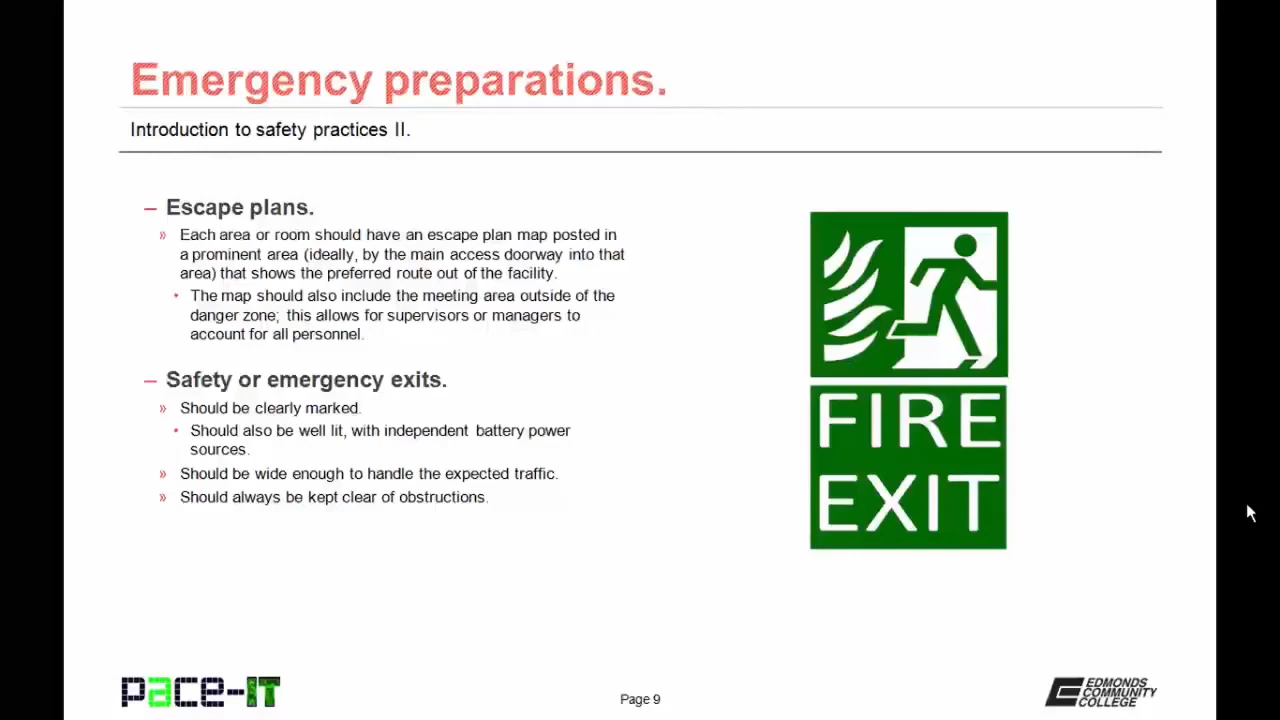 Emergency preparations.
Introduction to safety practices II.
– Escape plans.
» Each area or room should have an escape plan map posted in
a prominent area (ideally, by the main access doorway into that
area) that shows the preferred route out of the facility.
• The map should also include the meeting area outside of the
danger zone; this allows for supervisors or managers to
account for all personnel.
– Safety or emergency exits.
» Should be clearly marked.
• Should also be well lit, with independent battery power
sources.
» Should be wide enough to handle the expected traffic.
» Should always be kept clear of obstructions.
FIRE
EXIT
pace-IT
Page 9
EDMONDS
COMMUNITY
COLLEGE